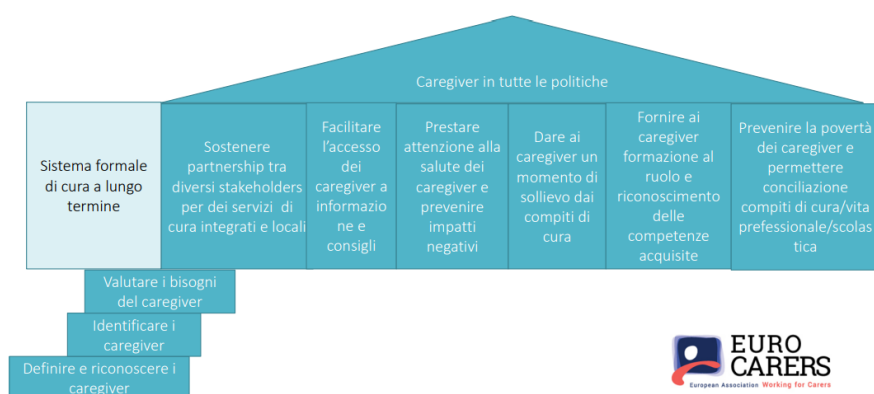 Caregiver in tutte le politiche
Sistema formale
di cura a lungo
termine
Sostenere
partnership tra
diversi stakeholders
per dei servizi di
cura integrati e locali
Facilitare
l'accesso
dei
caregiver a
informazio
ne e
consigli
Prestare
attenzione alla
salute dei
caregiver e
prevenire
impatti
negativi
Dare ai
caregiver un
momento di
sollievo dai
compiti di
cura
Fornire ai
caregiver
formazione al
ruolo e
riconoscimento
delle
competenze
acquisite
Prevenire la povertà
dei caregiver e
permettere
conciliazione
compiti di cura/vita
prefessionale/scolas
tica
Valutare i bisogni
del caregiver
Identificare i
caregiver
Definire e riconoscere i
caregiver
EURO
CARERS
European Association Working for Carers